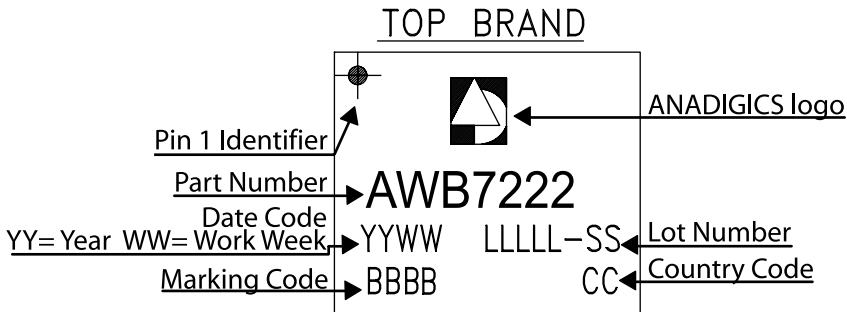 TOP BRAND
ANADIGICS logo
Pin 1 Identifier
Part Number
AWB7222
Date Code
YY= Year WW= Work Week
YYWW LLLLL-SS
Lot Number
Marking Code
BBBB CC
Country Code